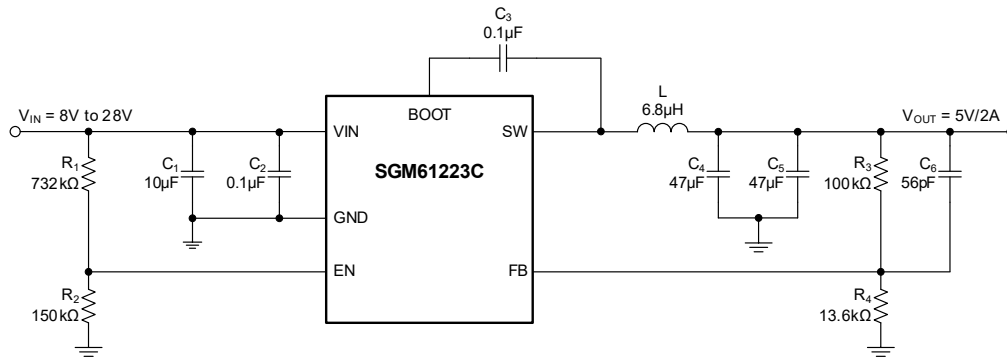 C3
0.1µF
BOOT
VIN = 8V to 28V
VIN
SW
L
6.8µH
VOUT = 5V/2A
SGM61223C
R1
732kΩ
C1
10µF
C2
0.1µF
C4
47µF
C5
47µF
R3
100kΩ
C6
56pF
GND
EN
FB
R2
150kΩ
R4
13.6kΩ